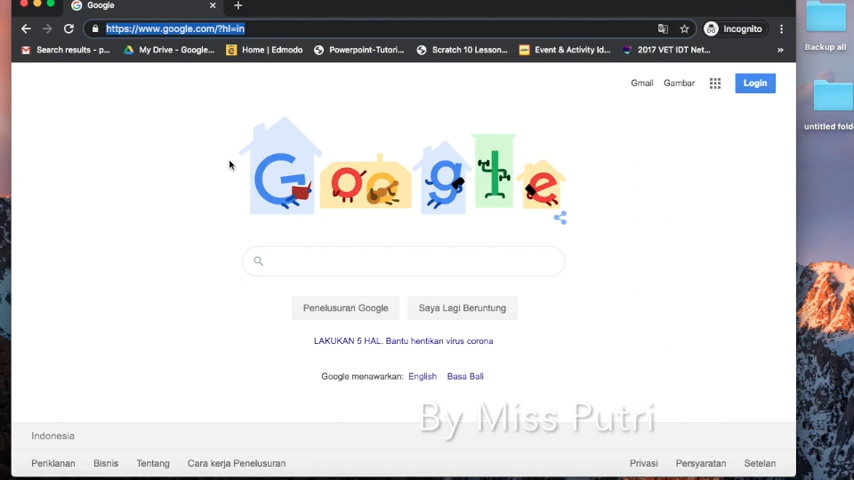 Google
https://www.google.com/?hl=in
Incognito
Search results - p...
My Drive - Google...
Home | Edmodo
Powerpoint-Tutori...
Scratch 10 Lesson...
Event & Activity Id...
2017 VET IDT Net...
»
Backup all
untitled fold
Gmail
Gambar
Login
Google
Penelusuran Google
Saya Lagi Beruntung
LAKUKAN 5 HAL. Bantu hentikan virus corona
Google menawarkan: English Basa Bali
By Miss Putri
Indonesia
Periklanan
Bisnis
Tentang
Cara kerja Penelusuran
Privasi
Persyaratan
Setelan